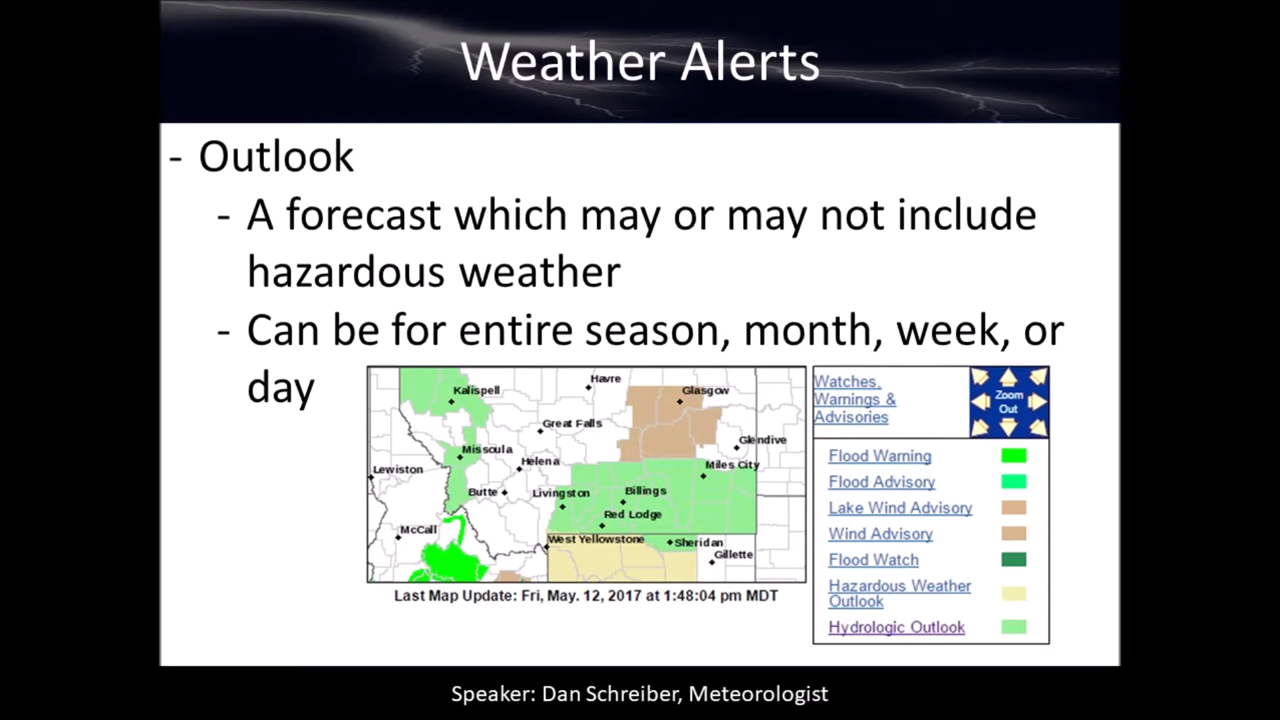 Weather Alerts
- Outlook
- A forecast which may or may not include
hazardous weather
- Can be for entire season, month, week, or
day
Havre
Kalispell
Glasgow
Great Falls
Glendive
Missoula
Helena
Miles City
Lewiston
Butte
Livingston
Billings
Red Lodge
McCall
West Yellowstone
Sheridan
Gillette
Last Map Update: Fri, May. 12, 2017 at 1:48:04 pm MDT
Watches,
Warnings &
Advisories
Zoom
Out
Flood Warning
Flood Advisory
Lake Wind Advisory
Wind Advisory
Flood Watch
Hazardous Weather
Outlook
Hydrologic Outlook
Speaker: Dan Schreiber, Meteorologist